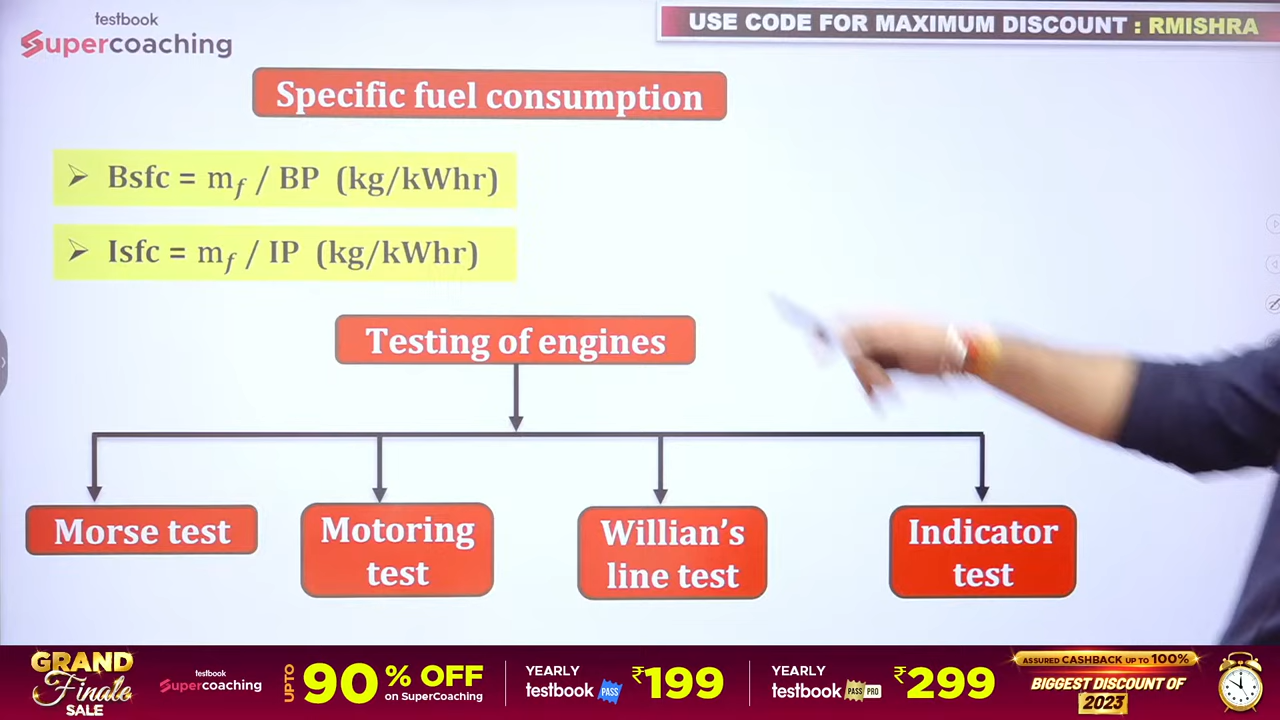 testbook
Supercoaching
USE CODE FOR MAXIMUM DISCOUNT : RMISHRA
Specific fuel consumption
➢ Bsfc = mf / BP (kg/kWhr)
➢ Isfc = mf / IP (kg/kWhr)
Testing of engines
Morse test
Motoring
test
Willian's
line test
Indicator
test
GRAND
Finale
SALE
testbook
Supercoaching
UPTO 90% OFF
on SuperCoaching
YEARLY
testbook PASS
₹199
YEARLY
testbook PASS PRO
₹299
ASSURED CASHBACK UP TO 100%
BIGGEST DISCOUNT OF
2023